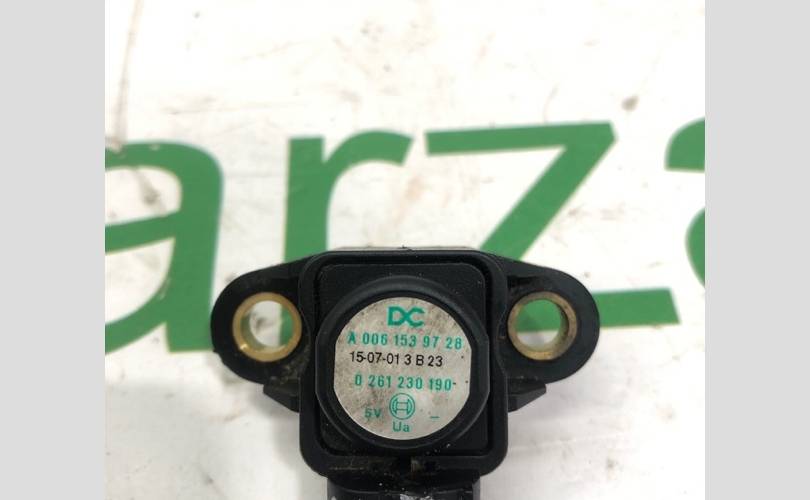 arza
DC
A 006 153 97 28
15-07-01 3 B 23
0 261 230 190
5V –
Ua